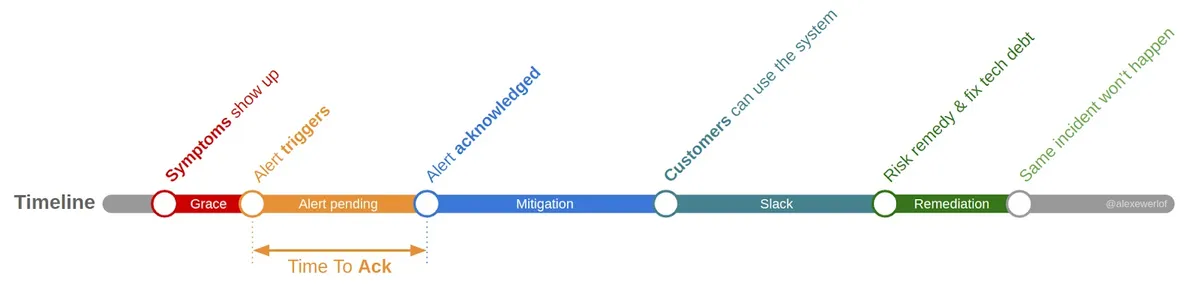 Symptoms show up
Alert triggers
Alert acknowledged
Customers can use the system
Risk remedy & fix tech debt
Same incident won't happen
Timeline
Grace
Alert pending
Mitigation
Slack
Remediation
@alexewerlof
Time To Ack